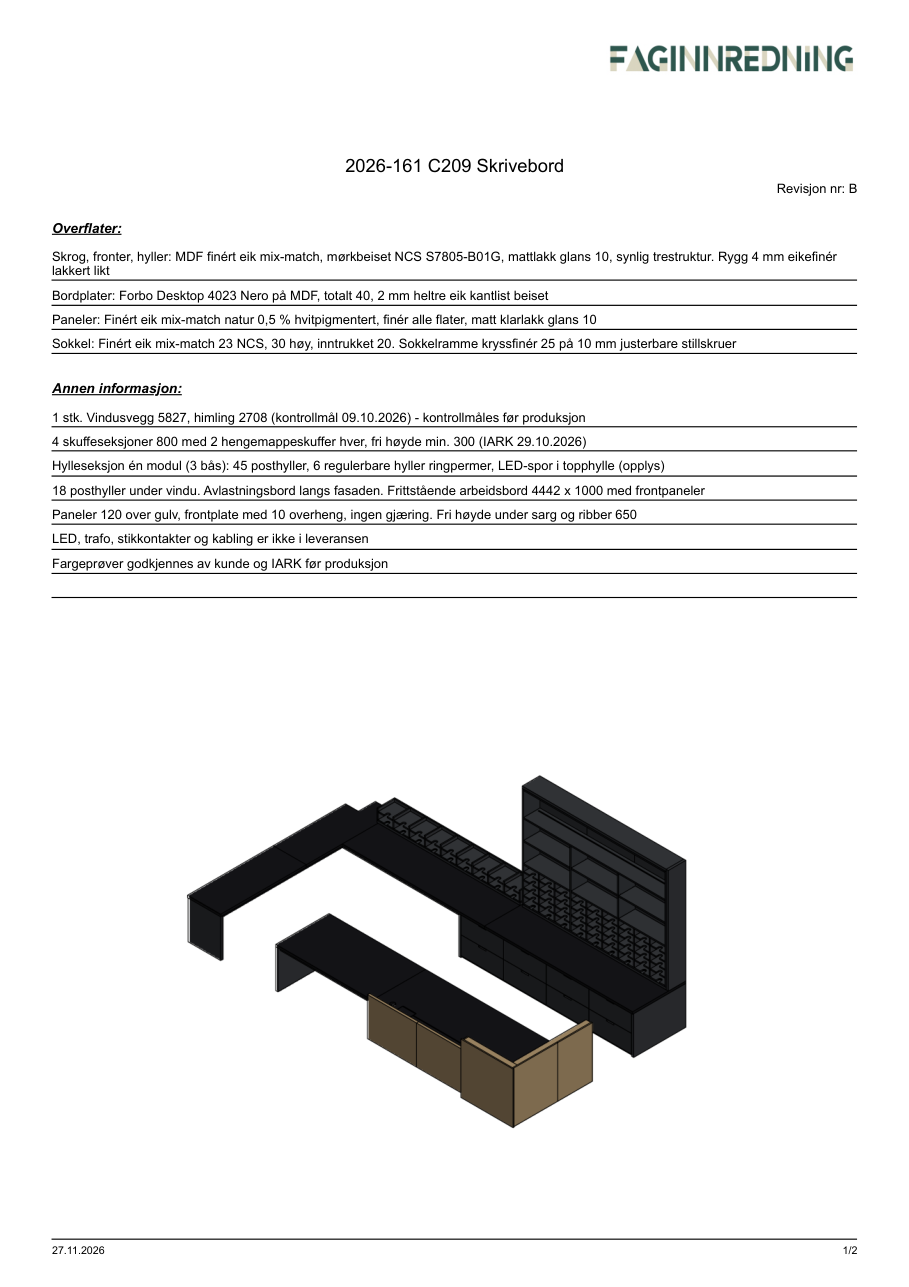 FAGINNREDNING
2026-161 C209 Skrivebord
Revisjon nr: B
Overflater:
Skrog, fronter, hyller: MDF finért eik mix-match, mørkbeiset NCS S7805-B01G, mattlakk glans 10, synlig trestruktur. Rygg 4 mm eikefinér
lakkert likt
Bordplater: Forbo Desktop 4023 Nero på MDF, totalt 40, 2 mm heltre eik kantlist beiset
Paneler: Finért eik mix-match natur 0,5 % hvitpigmentert, finér alle flater, matt klarlakk glans 10
Sokkel: Finért eik mix-match 23 NCS, 30 høy, inntrukket 20. Sokkelramme kryssfinér 25 på 10 mm justerbare stillskruer
Annen informasjon:
1 stk. Vindusvegg 5827, himling 2708 (kontrollmål 09.10.2026) - kontrollmåles før produksjon
4 skuffeseksjoner 800 med 2 hengemappeskuffer hver, fri høyde min. 300 (IARK 29.10.2026)
Hylleseksjon én modul (3 bås): 45 posthyller, 6 regulerbare hyller ringpermer, LED-spor i topphylle (opplys)
18 posthyller under vindu. Avlastningsbord langs fasaden. Frittstående arbeidsbord 4442 x 1000 med frontpaneler
Paneler 120 over gulv, frontplate med 10 overheng, ingen gjæring. Fri høyde under sarg og ribber 650
LED, trafo, stikkontakter og kabling er ikke i leveransen
Fargeprøver godkjennes av kunde og IARK før produksjon
27.11.2026
1/2